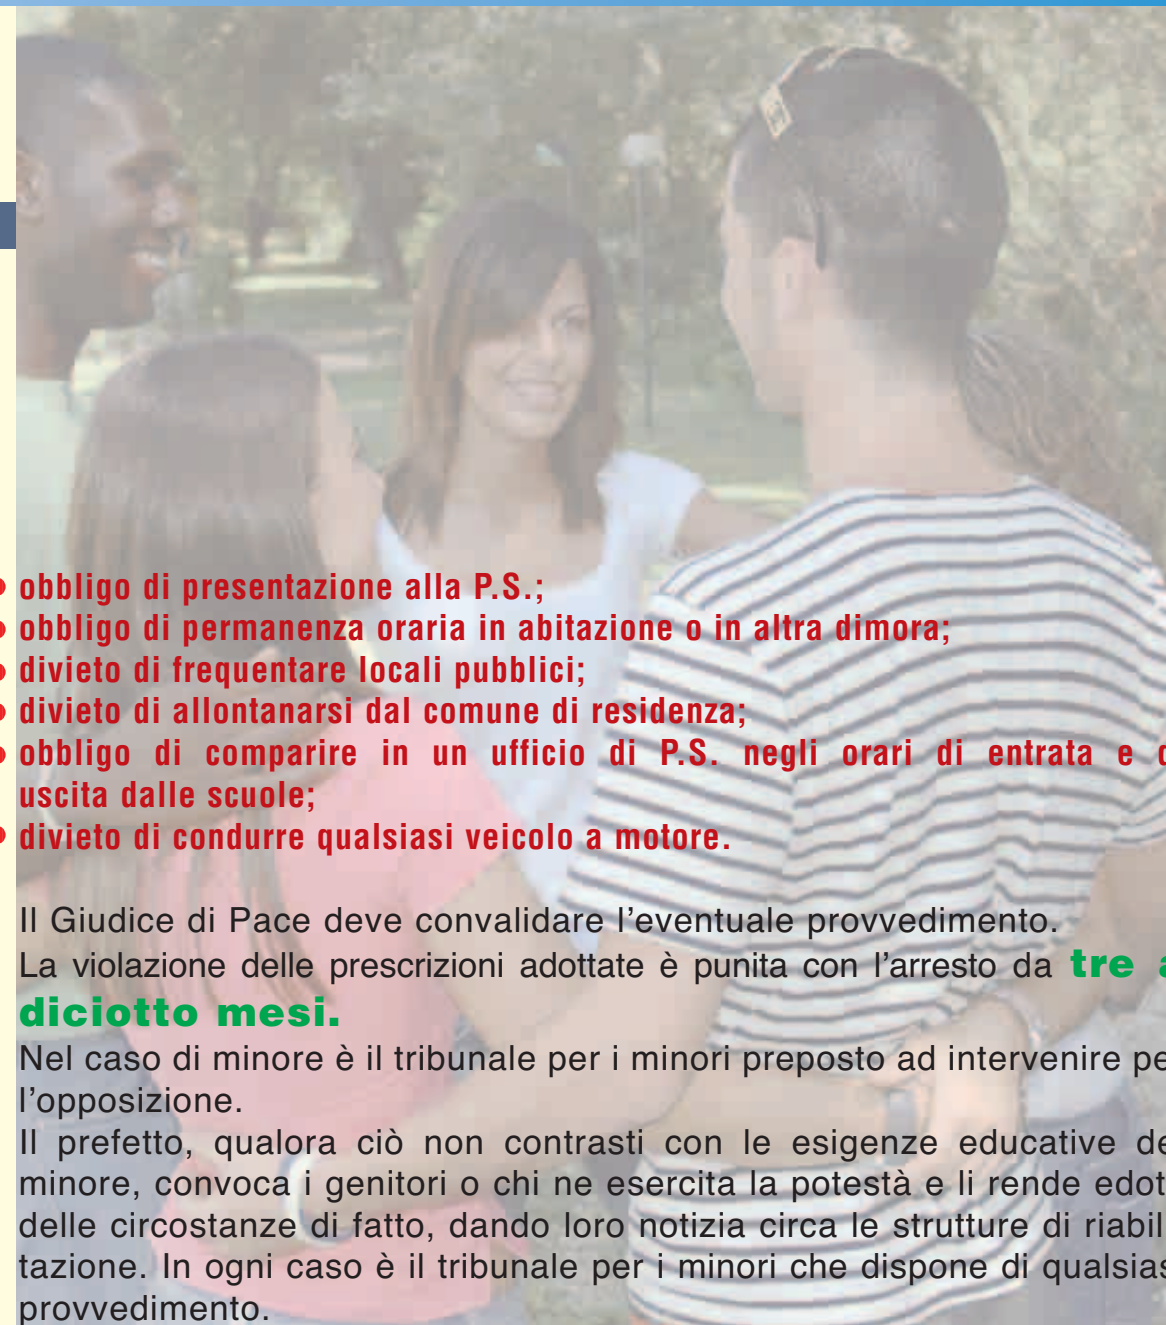 • obbligo di presentazione alla P.S.;
• obbligo di permanenza oraria in abitazione o in altra dimora;
• divieto di frequentare locali pubblici;
• divieto di allontanarsi dal comune di residenza;
• obbligo di comparire in un ufficio di P.S. negli orari di entrata e
uscita dalle scuole;
• divieto di condurre qualsiasi veicolo a motore.
Il Giudice di Pace deve convalidare l’eventuale provvedimento.
La violazione delle prescrizioni adottate è punita con l’arresto da tre a
diciotto mesi.
Nel caso di minore è il tribunale per i minori preposto ad intervenire pe
l’opposizione.
Il prefetto, qualora ciò non contrasti con le esigenze educative de
minore, convoca i genitori o chi ne esercita la potestà e li rende edot
delle circostanze di fatto, dando loro notizia circa le strutture di riabil
tazione. In ogni caso è il tribunale per i minori che dispone di qualsias
provvedimento.